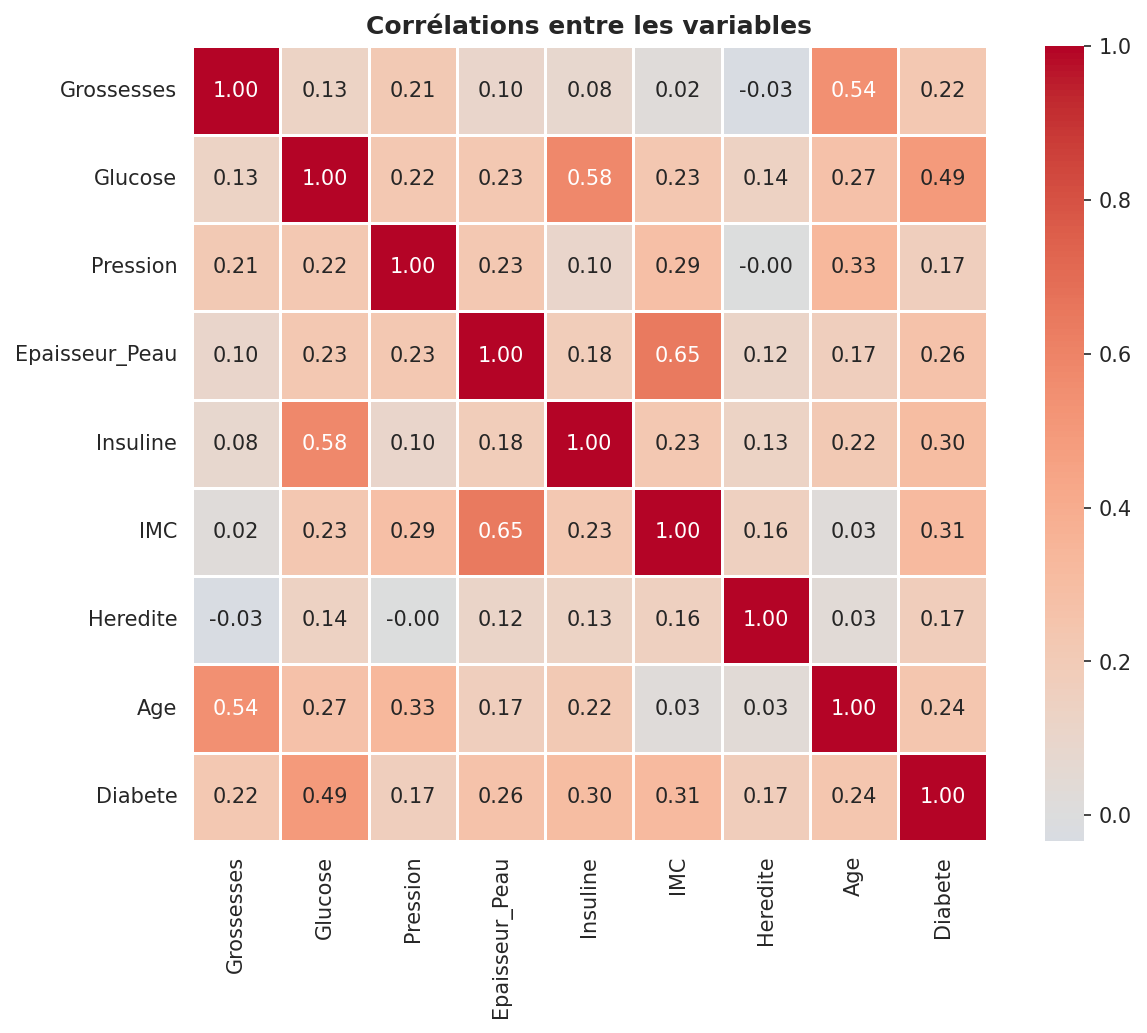 Corrélations entre les variables
Grossesses 1.00 0.13 0.21 0.10 0.08 0.02 -0.03 0.54 0.22
Glucose 0.13 1.00 0.22 0.23 0.58 0.23 0.14 0.27 0.49
Pression 0.21 0.22 1.00 0.23 0.10 0.29 -0.00 0.33 0.17
Epaisseur_Peau 0.10 0.23 0.23 1.00 0.18 0.65 0.12 0.17 0.26
Insuline 0.08 0.58 0.10 0.18 1.00 0.23 0.13 0.22 0.30
IMC 0.02 0.23 0.29 0.65 0.23 1.00 0.16 0.03 0.31
Heredite -0.03 0.14 -0.00 0.12 0.13 0.16 1.00 0.03 0.17
Age 0.54 0.27 0.33 0.17 0.22 0.03 0.03 1.00 0.24
Diabete 0.22 0.49 0.17 0.26 0.30 0.31 0.17 0.24 1.00
Grossesses Glucose Pression Epaisseur_Peau Insuline IMC Heredite Age Diabete
1.0
0.8
0.6
0.4
0.2
0.0